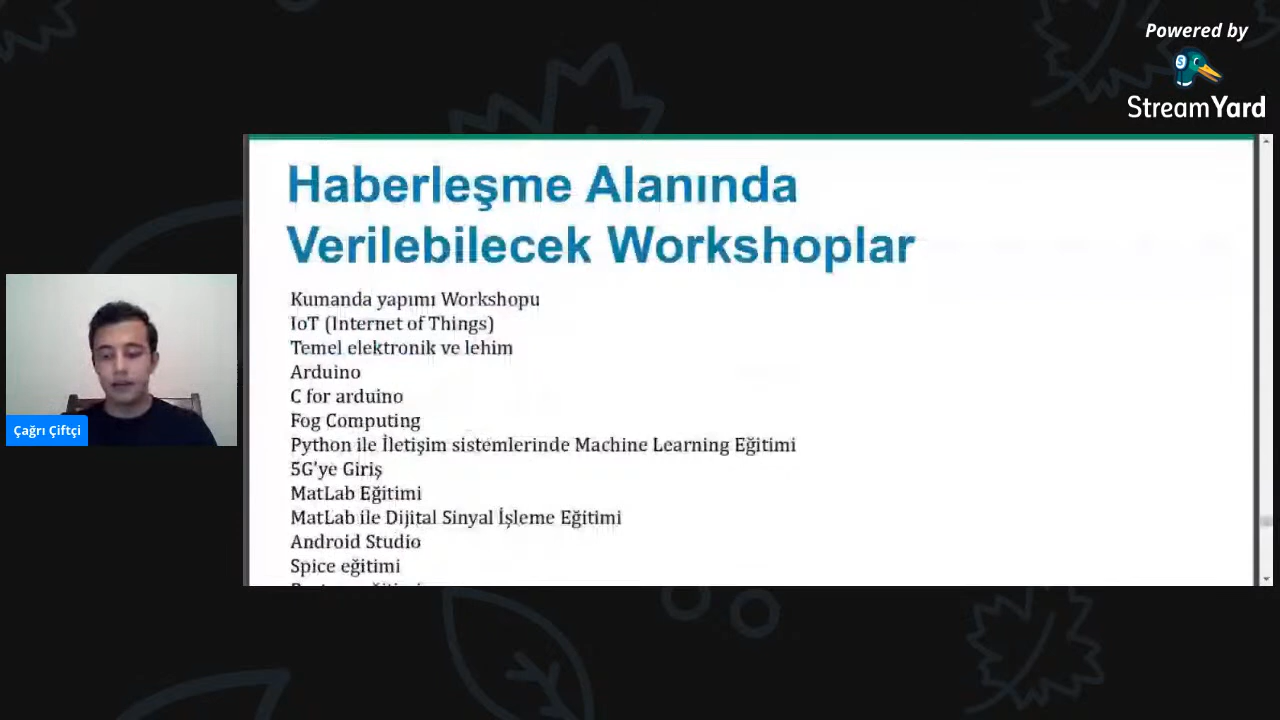 Powered by
StreamYard
Haberleşme Alanında
Verilebilecek Workshoplar
Kumanda yapımı Workshopu
IoT (Internet of Things)
Temel elektronik ve lehim
Arduino
C for arduino
Fog Computing
Python ile İletişim sistemlerinde Machine Learning Eğitimi
5G'ye Giriş
MatLab Eğitimi
MatLab ile Dijital Sinyal İşleme Eğitimi
Android Studio
Spice eğitimi
Çağrı Çiftçi